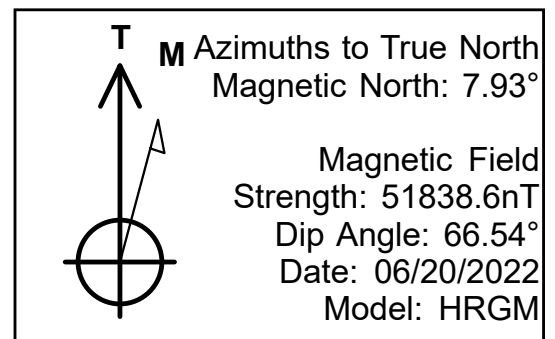 T
M Azimuths to True North
Magnetic North: 7.93°
Magnetic Field
Strength: 51838.6nT
Dip Angle: 66.54°
Date: 06/20/2022
Model: HRGM